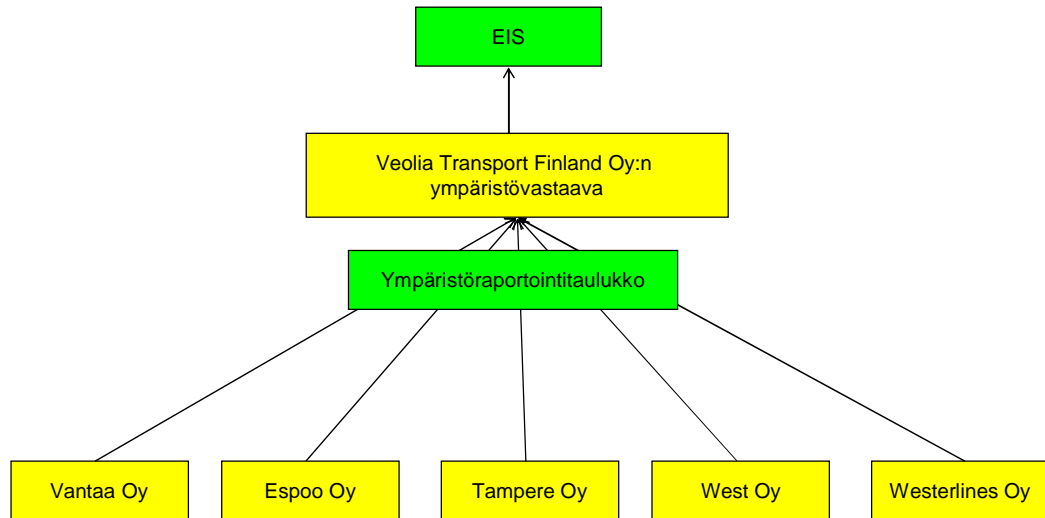 EIS
Veolia Transport Finland Oy:n
ympäristövastaava
Ympäristöraportointitaulukko
Vantaa Oy
Espoo Oy
Tampere Oy
West Oy
Westerlines Oy